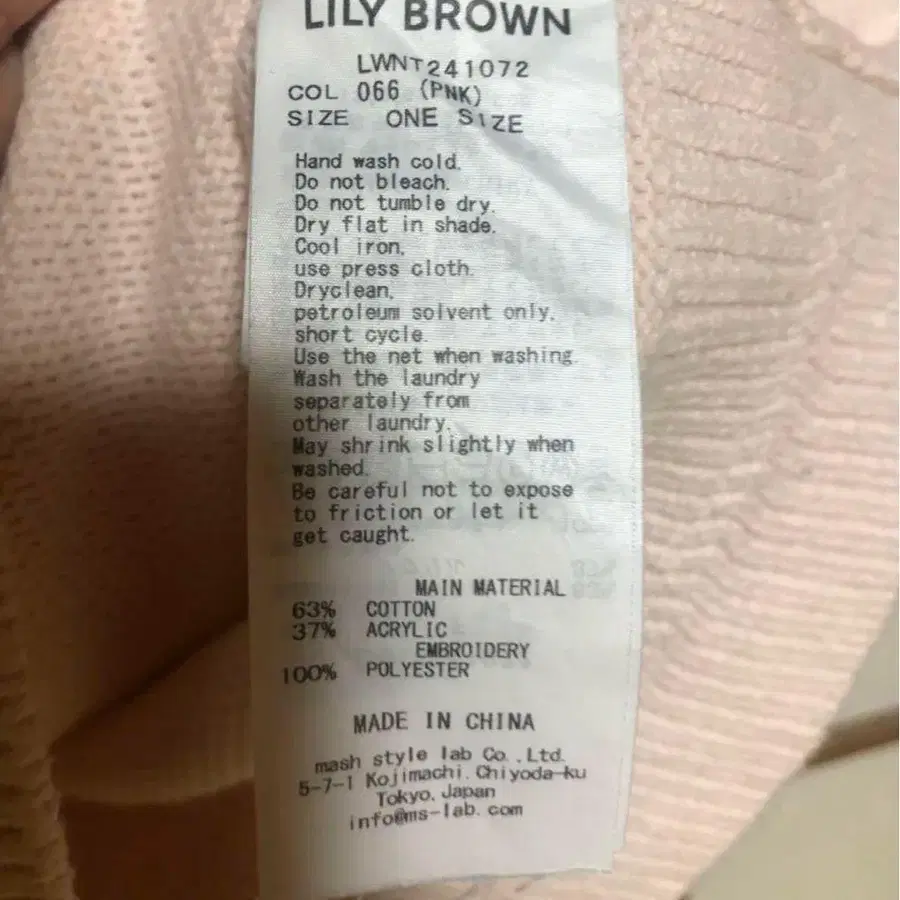 LILY BROWN
LWNT241072
COL 066 (PNK)
SIZE ONE SIZE
Hand wash cold.
Do not bleach.
Do not tumble dry.
Dry flat in shade.
Cool iron,
use press cloth.
Dryclean,
petroleum solvent only,
short cycle.
Use the net when washing.
Wash the laundry
separately from
other laundry.
May shrink slightly when
washed.
Be careful not to expose
to friction or let it
get caught.
MAIN MATERIAL
63% COTTON
37% ACRYLIC
EMBROIDERY
100% POLYESTER
MADE IN CHINA
mash style lab Co.,Ltd.
5-7-1 Kojimachi,Chiyoda-ku
Tokyo,Japan
info@ms-lab.com